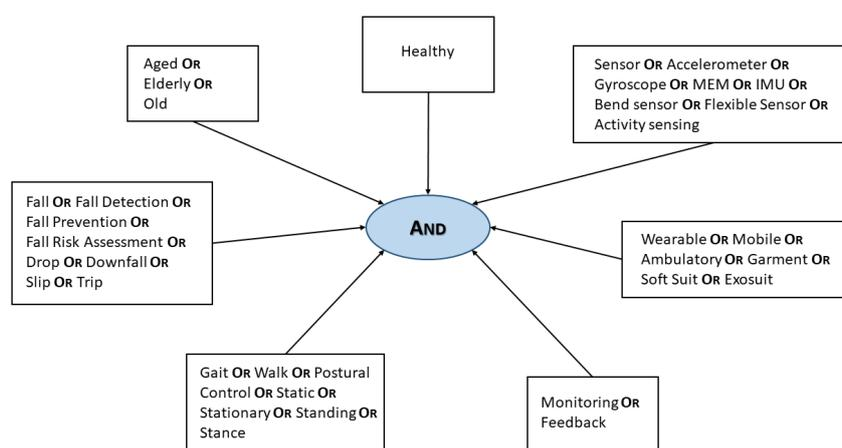 Healthy
Aged OR
Elderly OR
Old
Sensor OR Accelerometer OR
Gyroscope OR MEM OR IMU OR
Bend sensor OR Flexible Sensor OR
Activity sensing
Fall OR Fall Detection OR
Fall Prevention OR
Fall Risk Assessment OR
Drop OR Downfall OR
Slip OR Trip
AND
Wearable OR Mobile OR
Ambulatory OR Garment OR
Soft Suit OR Exosuit
Gait OR Walk OR Postural
Control OR Static OR
Stationary OR Standing OR
Stance
Monitoring OR
Feedback